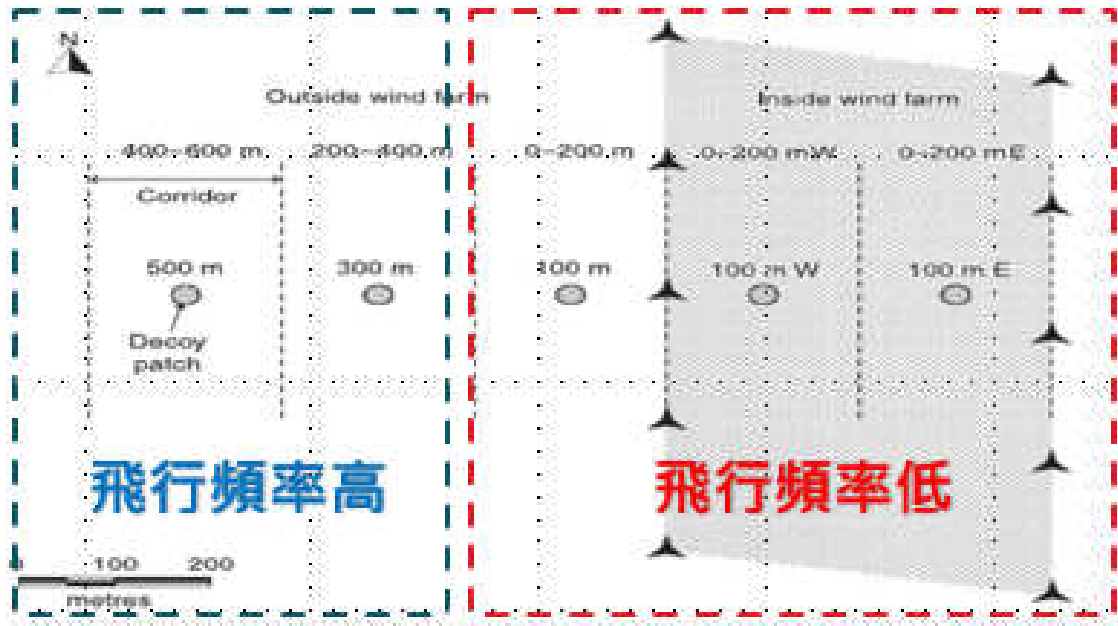 N
Outside wind farm
Inside wind farm
400–600 m
200–400 m
0–200 m
0–200 m W
0–200 m E
Corridor
500 m
300 m
100 m
100 m W
100 m E
Decoy
patch
飛行頻率高
飛行頻率低
0 100 200
metres